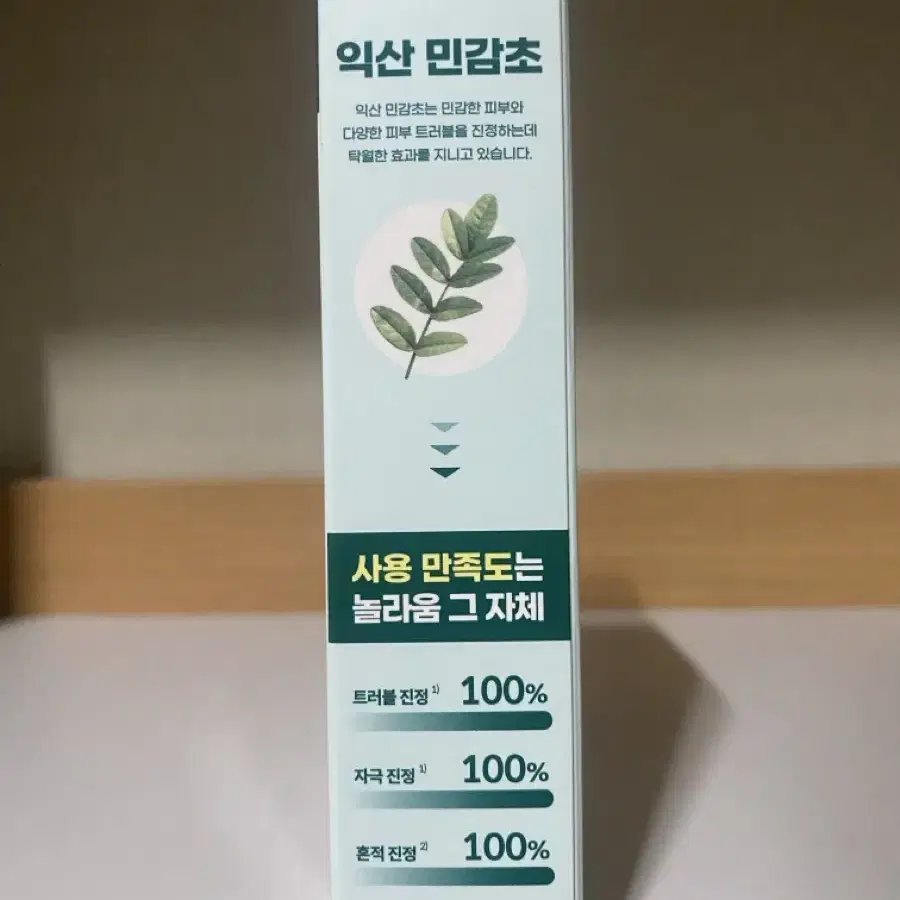 익산 민감초
익산 민감초는 민감한 피부와
다양한 피부 트러블을 진정하는데
탁월한 효과를 지니고 있습니다.
사용 만족도는
놀라움 그 자체
트러블 진정 1) 100%
자극 진정 1) 100%
흔적 진정 2) 100%